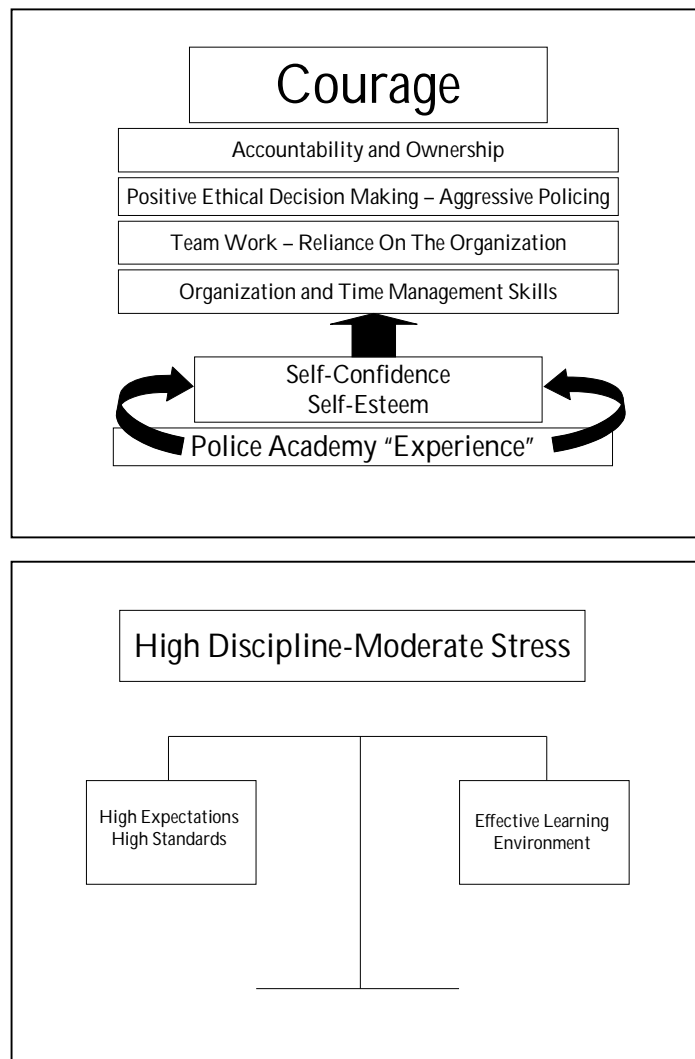 Courage
Accountability and Ownership
Positive Ethical Decision Making – Aggressive Policing
Team Work – Reliance On The Organization
Organization and Time Management Skills
Self-Confidence
Self-Esteem
Police Academy “Experience”
High Discipline-Moderate Stress
High Expectations
High Standards
Effective Learning
Environment